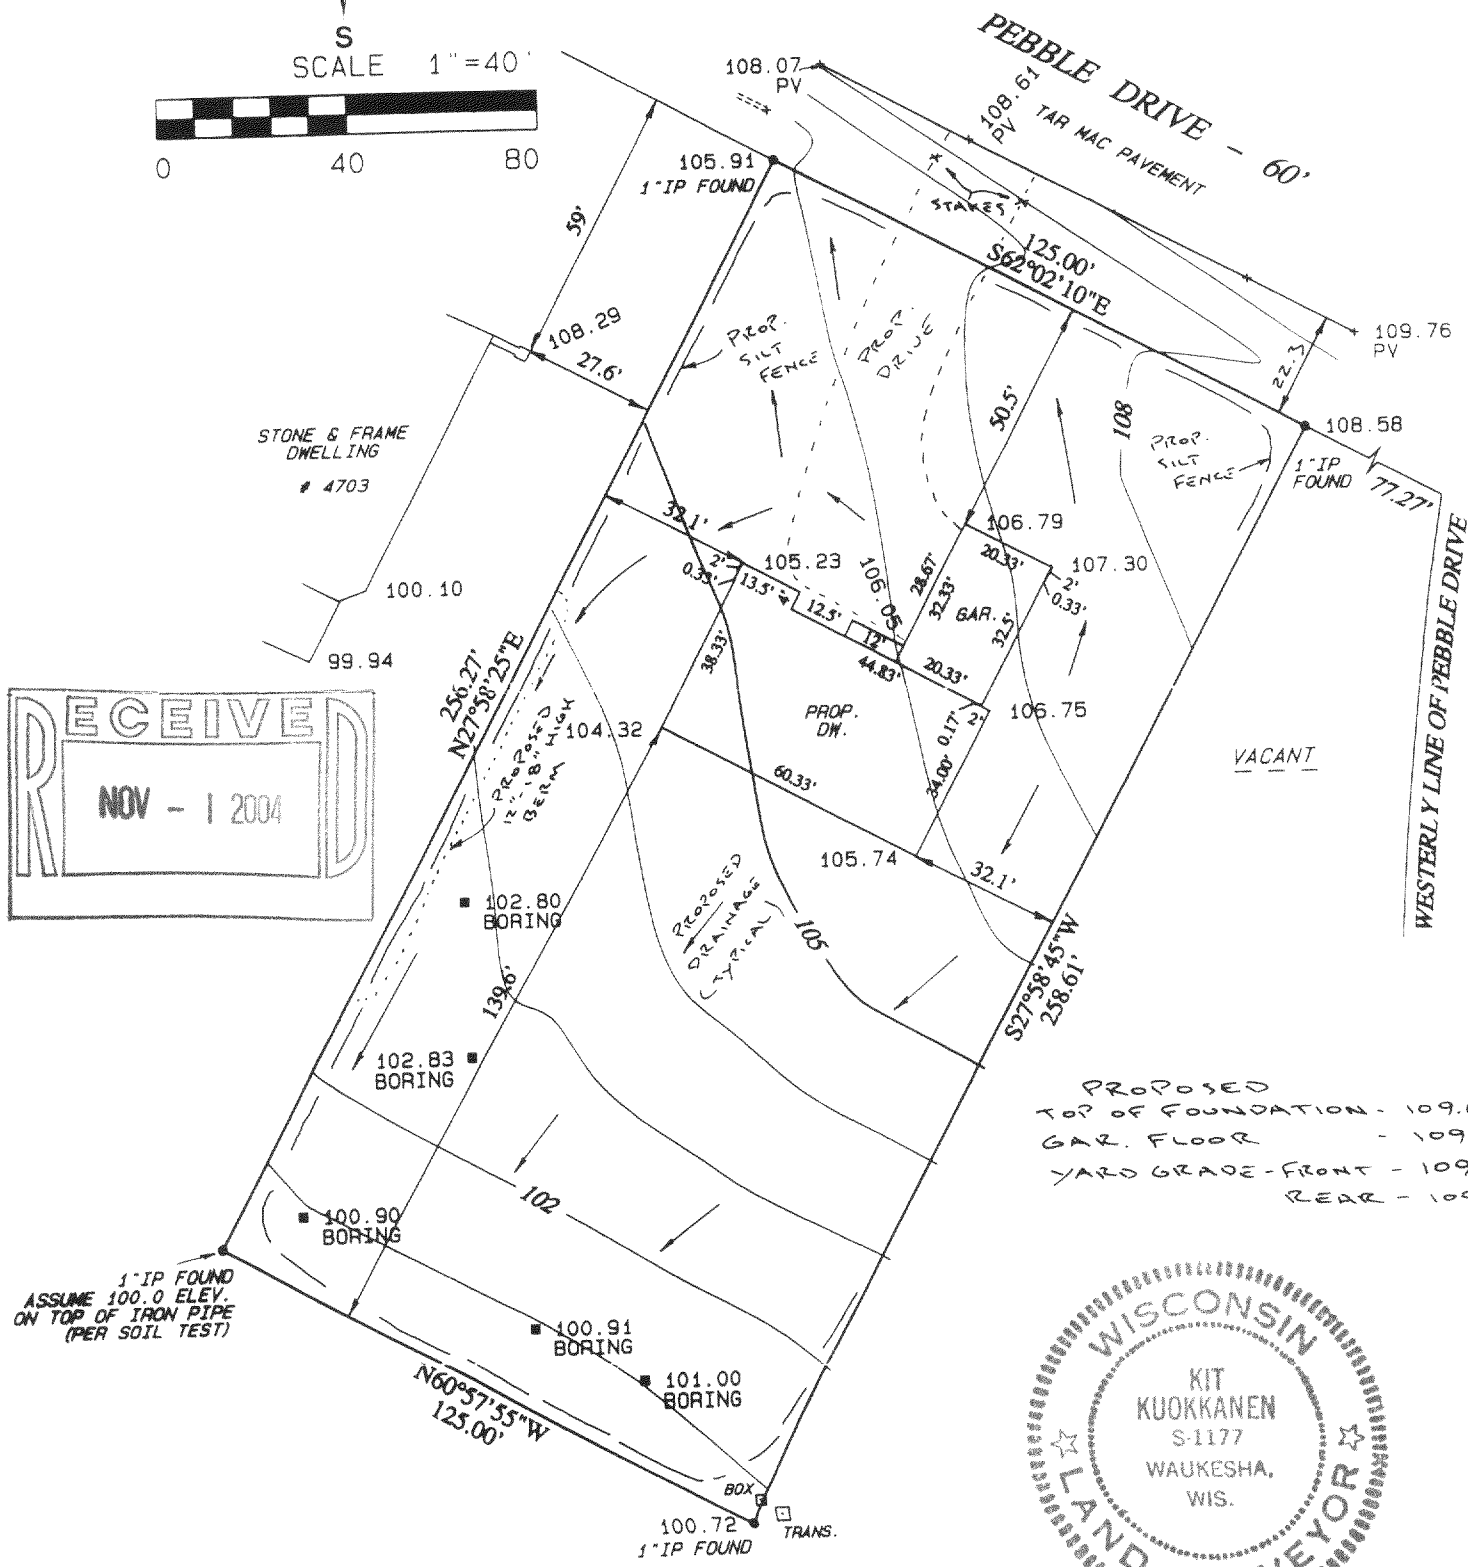 S
SCALE 1"=40'
0 40 80
PEBBLE DRIVE - 60'
TAR MAC PAVEMENT
108.07
PV
108.61
PV
105.91
1"IP FOUND
STAKES
125.00'
S62°02'10"E
59'
108.29
27.6'
PROP.
SILT
FENCE
PROP.
DRIVE
50.5'
108
22.3
109.76
PV
108.58
1"IP
FOUND
77.27'
PROP.
SILT
FENCE
STONE & FRAME
DWELLING
# 4703
100.10
99.94
32.1'
2'
0.33'
105.23
13.5'
4'
12.5'
12'
44.83'
106.05
28.67'
32.33'
106.79
20.33'
107.30
2'
0.33'
GAR.
32.5'
20.33'
38.33'
PROP.
DW.
106.75
2'
0.17'
34.00'
60.33'
105.74
32.1'
VACANT
WESTERLY LINE OF PEBBLE DRIVE
256.27'
N27°58'25"E
104.32
PROPOSED
12"-18" HIGH
BERM
RECEIVED
NOV - 1 2004
102.80
BORING
139.6'
PROPOSED
DRAINAGE
(TYPICAL)
105
S27°58'45"W
258.61'
102.83
BORING
PROPOSED
TOP OF FOUNDATION - 109.
GAR. FLOOR - 109
YARD GRADE-FRONT - 109
REAR - 10
102
100.90
BORING
1"IP FOUND
ASSUME 100.0 ELEV.
ON TOP OF IRON PIPE
(PER SOIL TEST)
100.91
BORING
101.00
BORING
N60°57'55"W
125.00'
BOX
TRANS.
100.72
1"IP FOUND
WISCONSIN
KIT
KUOKKANEN
S-1177
WAUKESHA,
WIS.
LAND
VEYOR